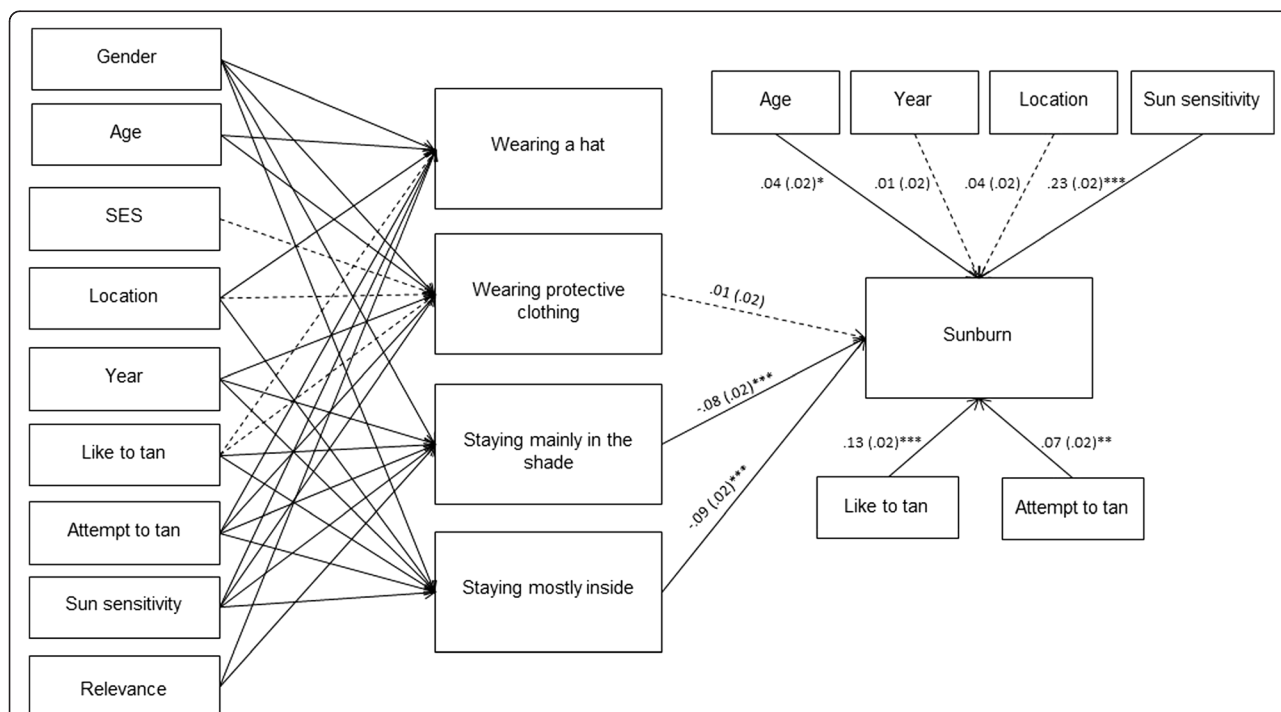 Gender
Age
SES
Location
Year
Like to tan
Attempt to tan
Sun sensitivity
Relevance
Wearing a hat
Wearing protective
clothing
Staying mainly in the
shade
Staying mostly inside
.01 (.02)
-.08 (.02)***
-.09 (.02)***
Age
Year
Location
Sun sensitivity
.04 (.02)*
.01 (.02)
.04 (.02)
.23 (.02)***
Sunburn
.13 (.02)***
.07 (.02)**
Like to tan
Attempt to tan